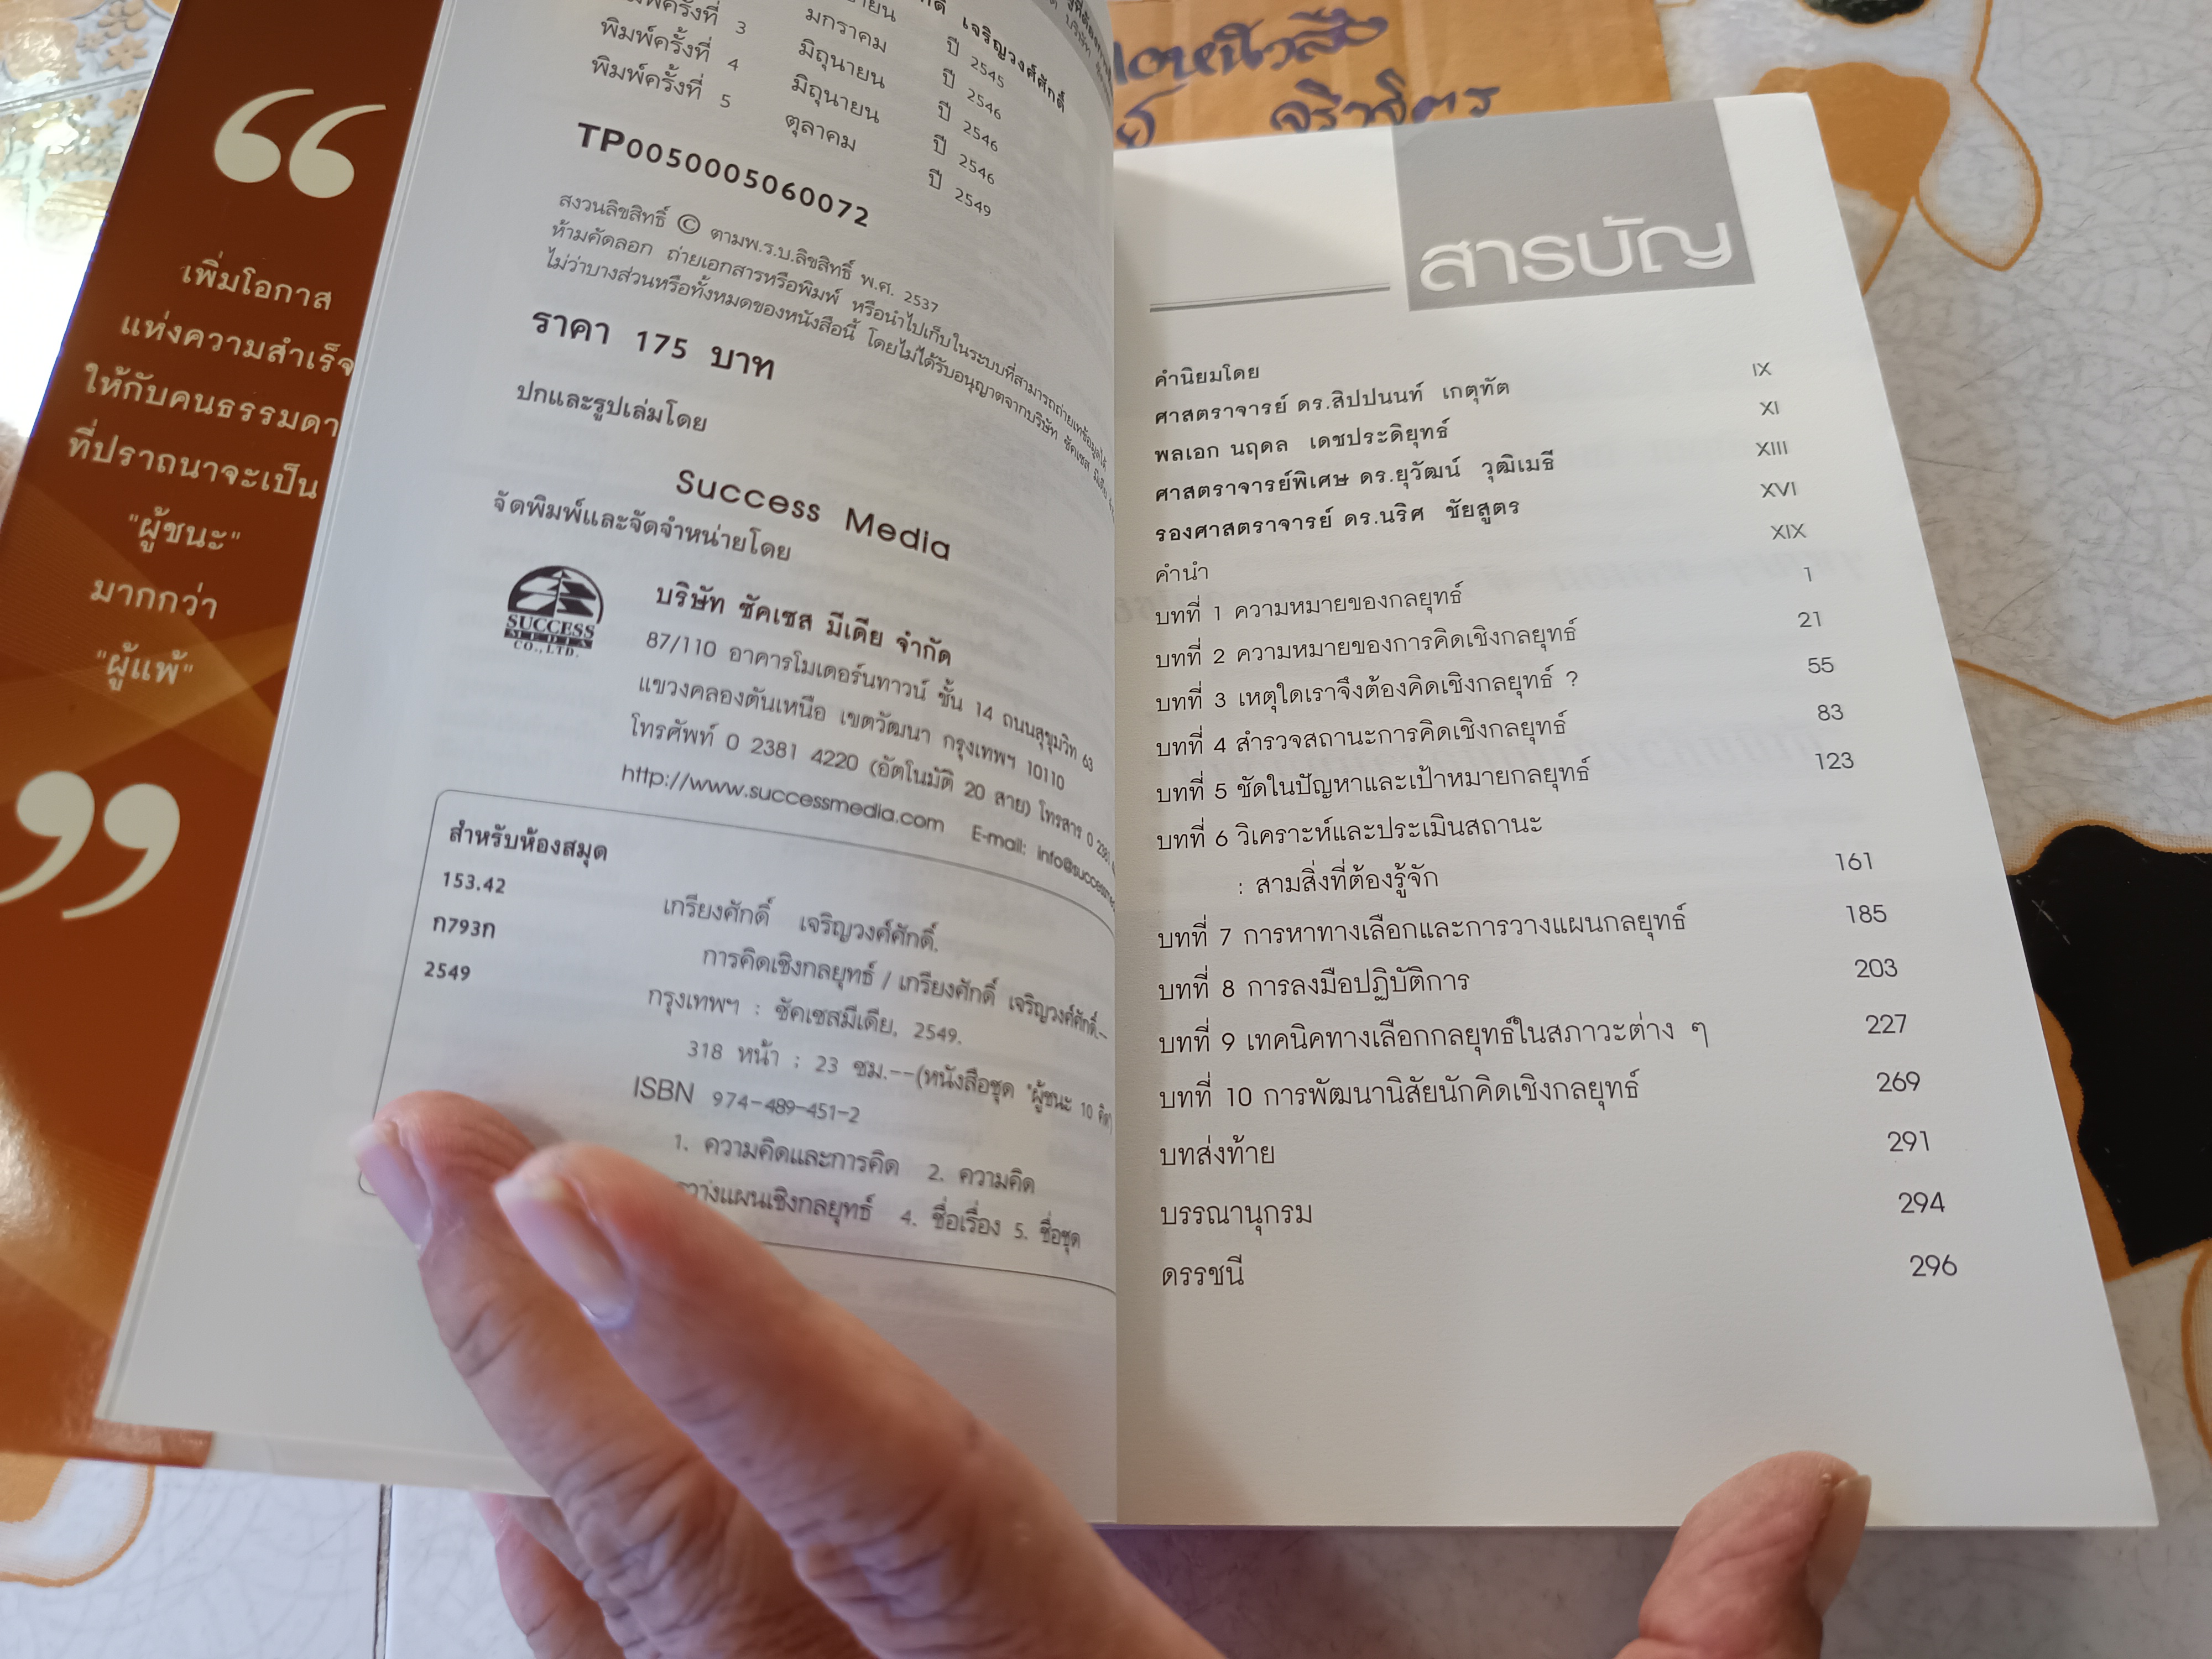 เพิ่มโอกาส
แห่งความสำเร็จ
ให้กับคนธรรมดา
ที่ปราถนาจะเป็น
"ผู้ชนะ"
มากกว่า
"ผู้แพ้"
เจริญวงศ์ศักดิ์
มกราคม ปี 2545
พิมพ์ครั้งที่ 3 มิถุนายน ปี 2546
พิมพ์ครั้งที่ 4 มิถุนายน ปี 2546
พิมพ์ครั้งที่ 5 ตุลาคม ปี 2546
ปี 2549
TP0050005060072
สงวนลิขสิทธิ์ © ตามพ.ร.บ.ลิขสิทธิ์ พ.ศ. 2537
ห้ามคัดลอก ถ่ายเอกสารหรือพิมพ์ หรือนำไปเก็บในระบบที่สามารถถ่ายเทข้อมูลได้
ไม่ว่าบางส่วนหรือทั้งหมดของหนังสือนี้ โดยไม่ได้รับอนุญาตจากบริษัท ซัคเซส มีเดีย
ราคา 175 บาท
ปกและรูปเล่มโดย
Success Media
จัดพิมพ์และจัดจำหน่ายโดย
SUCCESS
MEDIA
CO.,LTD.
บริษัท ซัคเซส มีเดีย จำกัด
87/110 อาคารโมเดอร์นทาวน์ ชั้น 14 ถนนสุขุมวิท 63
แขวงคลองตันเหนือ เขตวัฒนา กรุงเทพฯ 10110
โทรศัพท์ 0 2381 4220 (อัตโนมัติ 20 สาย) โทรสาร 0 2381
http://www.successmedia.com E-mail: info@successme
สำหรับห้องสมุด
153.42
ก793ก
2549
เกรียงศักดิ์ เจริญวงศ์ศักดิ์.
การคิดเชิงกลยุทธ์ / เกรียงศักดิ์ เจริญวงศ์ศักดิ์.--
กรุงเทพฯ : ซัคเซสมีเดีย, 2549.
318 หน้า : 23 ซม.--(หนังสือชุด "ผู้ชนะ 10 คิด"
ISBN 974-489-451-2
1. ความคิดและการคิด 2. ความคิด
วางแผนเชิงกลยุทธ์ 4. ชื่อเรื่อง 5. ชื่อชุด
สารบัญ
คำนิยมโดย
ศาสตราจารย์ ดร.สิปปนนท์ เกตุทัต IX
พลเอก นฤดล เดชประดิยุทธ์ XI
ศาสตราจารย์พิเศษ ดร.ยุวัฒน์ วุฒิเมธี XIII
รองศาสตราจารย์ ดร.นริศ ชัยสูตร XVI
คำนำ XIX
บทที่ 1 ความหมายของกลยุทธ์ 1
บทที่ 2 ความหมายของการคิดเชิงกลยุทธ์ 21
บทที่ 3 เหตุใดเราจึงต้องคิดเชิงกลยุทธ์ ? 55
บทที่ 4 สำรวจสถานะการคิดเชิงกลยุทธ์ 83
บทที่ 5 ชัดในปัญหาและเป้าหมายกลยุทธ์ 123
บทที่ 6 วิเคราะห์และประเมินสถานะ
: สามสิ่งที่ต้องรู้จัก 161
บทที่ 7 การหาทางเลือกและการวางแผนกลยุทธ์ 185
บทที่ 8 การลงมือปฏิบัติการ 203
บทที่ 9 เทคนิคทางเลือกกลยุทธ์ในสภาวะต่าง ๆ 227
บทที่ 10 การพัฒนานิสัยนักคิดเชิงกลยุทธ์ 269
บทส่งท้าย 291
บรรณานุกรม 294
ดรรชนี 296